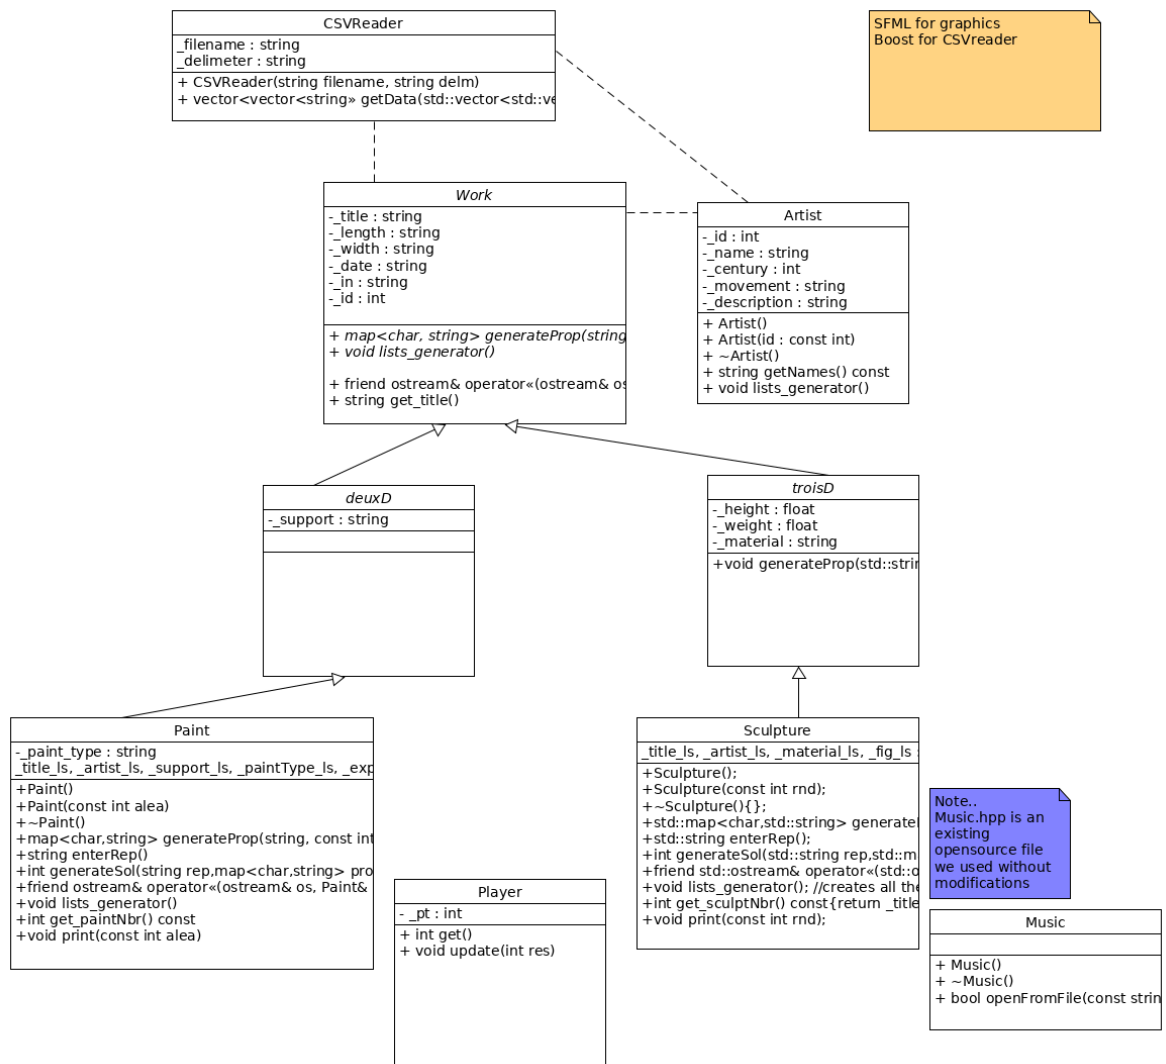 CSVReader
_filename : string
_delimeter : string
+ CSVReader(string filename, string delm)
+ vector<vector<string» getData(std::vector<std::ve
SFML for graphics
Boost for CSVreader
Work
-_title : string
-_length : string
-_width : string
-_date : string
-_in : string
-_id : int
+ map<char, string> generateProp(string
+ void lists_generator()
+ friend ostream& operator«(ostream& os
+ string get_title()
Artist
-_id : int
-_name : string
-_century : int
-_movement : string
-_description : string
+ Artist()
+ Artist(id : const int)
+ ~Artist()
+ string getNames() const
+ void lists_generator()
deuxD
-_support : string
troisD
-_height : float
-_weight : float
-_material : string
+void generateProp(std::strin
Paint
-_paint_type : string
_title_ls, _artist_ls, _support_ls, _paintType_ls, _exp
+Paint()
+Paint(const int alea)
+~Paint()
+map<char,string> generateProp(string, const int
+string enterRep()
+int generateSol(string rep,map<char,string> pro
+friend ostream& operator«(ostream& os, Paint&
+void lists_generator()
+int get_paintNbr() const
+void print(const int alea)
Sculpture
_title_ls, _artist_ls, _material_ls, _fig_ls :
+Sculpture();
+Sculpture(const int rnd);
+~Sculpture(){};
+std::map<char,std::string> generateP
+std::string enterRep();
+int generateSol(std::string rep,std::m
+friend std::ostream& operator«(std::o
+void lists_generator(); //creates all the
+int get_sculptNbr() const{return _title
+void print(const int rnd);
Player
- _pt : int
+ int get()
+ void update(int res)
Note..
Music.hpp is an
existing
opensource file
we used without
modifications
Music
+ Music()
+ ~Music()
+ bool openFromFile(const strin